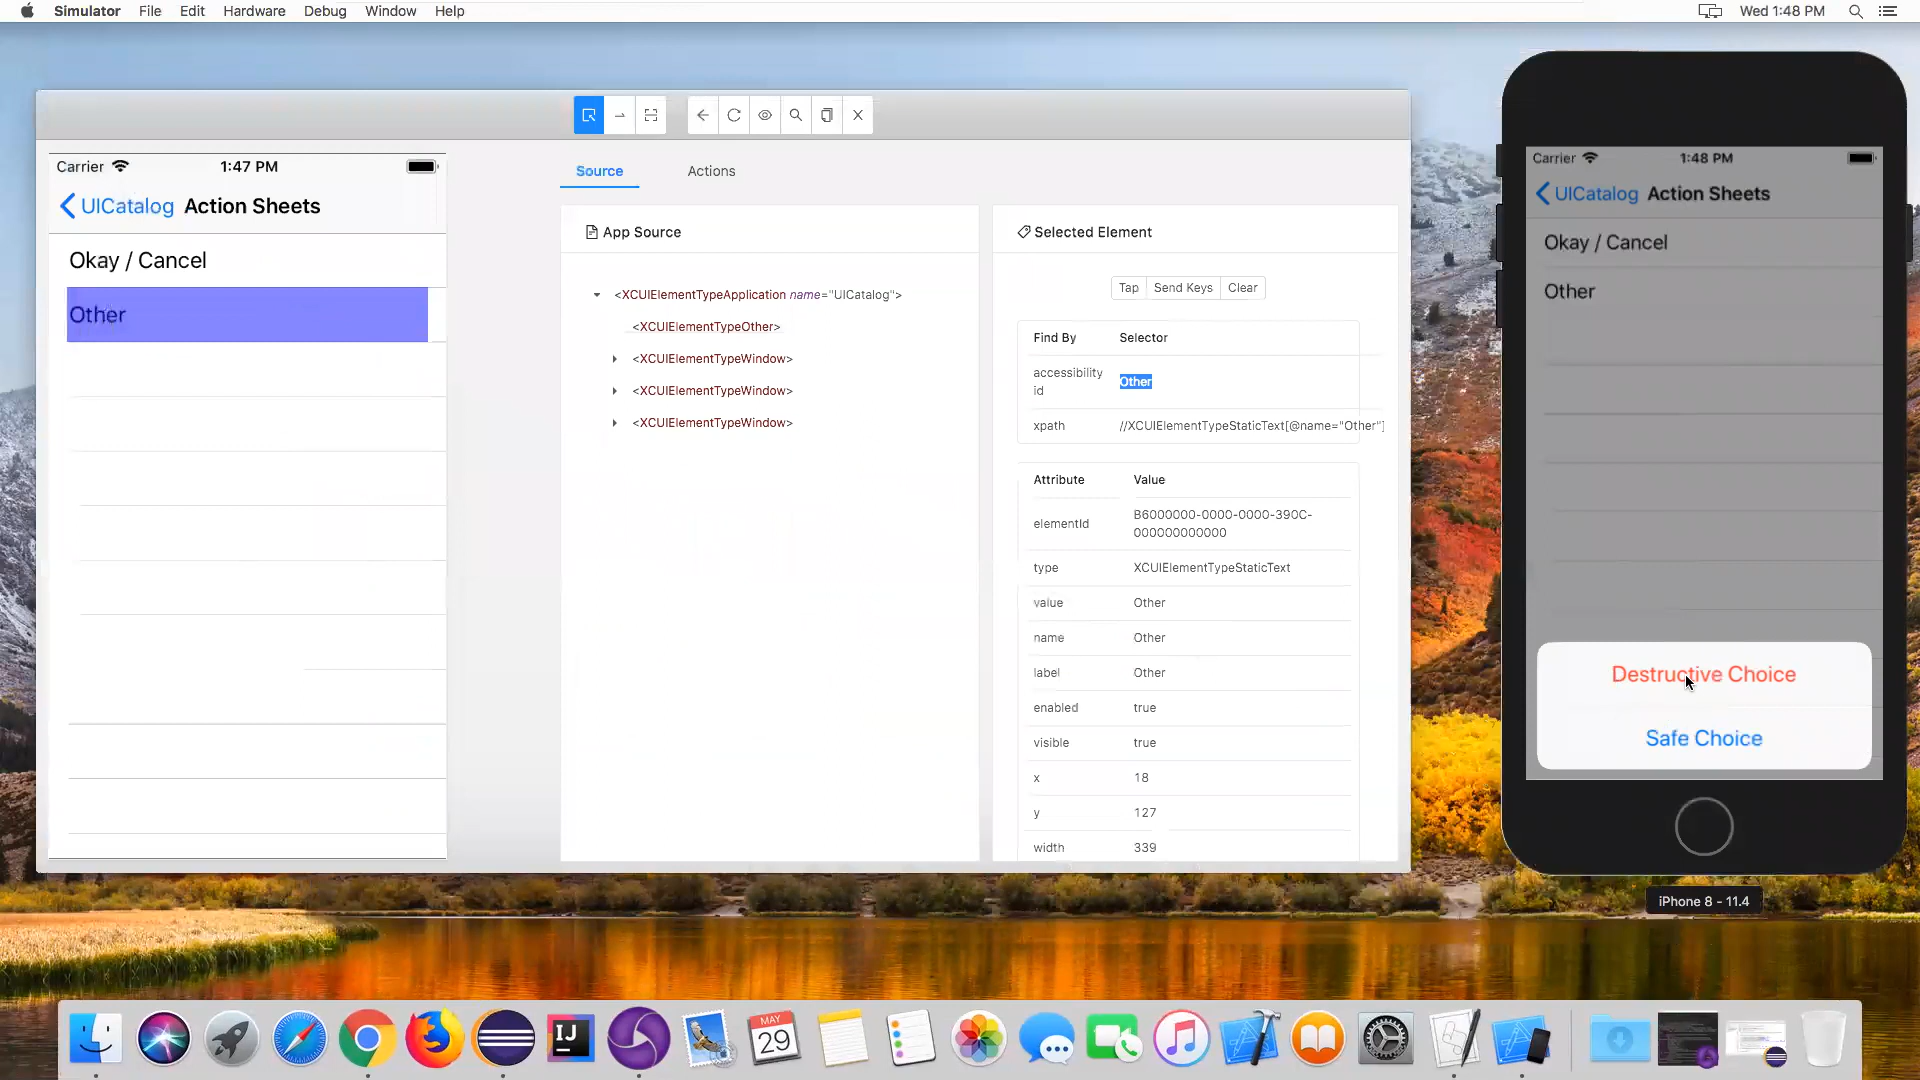 Simulator File Edit Hardware Debug Window Help
Wed 1:48 PM
Carrier 1:47 PM
UICatalog Action Sheets
Okay / Cancel
Other
Source Actions
App Source
<XCUIElementTypeApplication name="UICatalog">
<XCUIElementTypeOther>
<XCUIElementTypeWindow>
<XCUIElementTypeWindow>
<XCUIElementTypeWindow>
Selected Element
Tap Send Keys Clear
Find By Selector
accessibility id Other
xpath //XCUIElementTypeStaticText[@name="Other"]
Attribute Value
elementId B6000000-0000-0000-390C-
000000000000
type XCUIElementTypeStaticText
value Other
name Other
label Other
enabled true
visible true
x 18
y 127
width 339
Carrier 1:48 PM
UICatalog Action Sheets
Okay / Cancel
Other
Destructive Choice
Safe Choice
iPhone 8 - 11.4
IJ
MAY
29